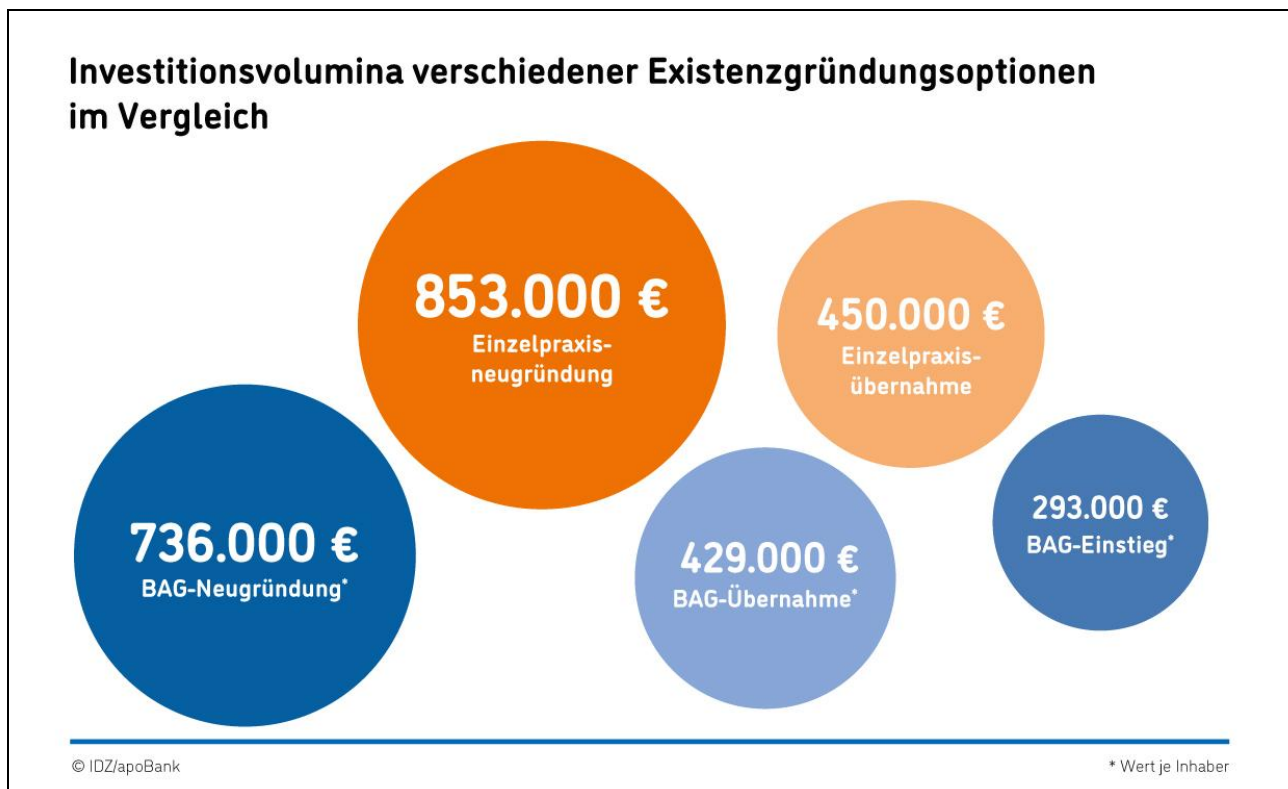 Investitionsvolumina verschiedener Existenzgründungsoptionen
im Vergleich
853.000 €
Einzelpraxis-
neugründung
450.000 €
Einzelpraxis-
übernahme
736.000 €
BAG-Neugründung*
429.000 €
BAG-Übernahme*
293.000 €
BAG-Einstieg*
© IDZ/apoBank
* Wert je Inhaber